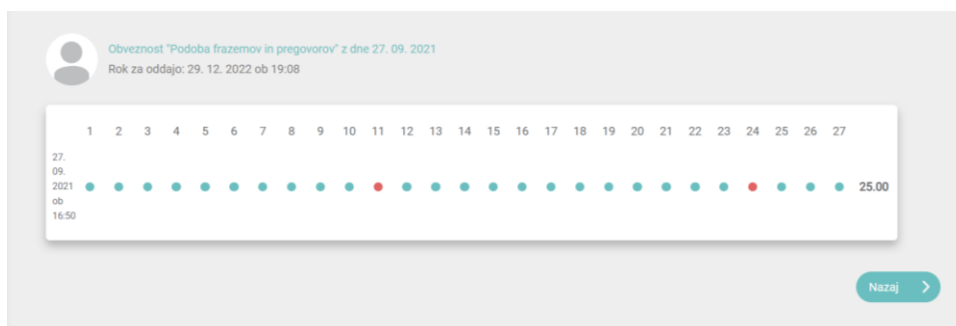 Obveznost "Podoba frazemov in pregovorov" z dne 27. 09. 2021
Rok za oddajo: 29. 12. 2022 ob 19:08
1 2 3 4 5 6 7 8 9 10 11 12 13 14 15 16 17 18 19 20 21 22 23 24 25 26 27
27.
09.
2021
ob
16:50
25.00
Nazaj